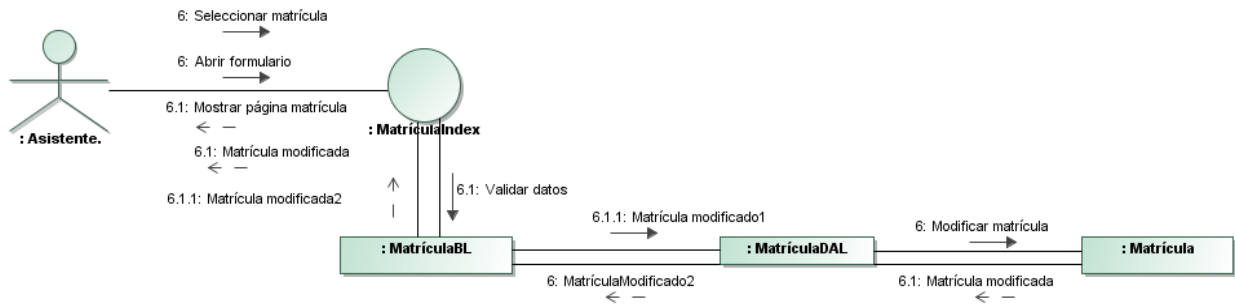 6: Seleccionar matrícula
6: Abrir formulario
6.1: Mostrar página matrícula
: MatrículaIndex
: Asistente.
6.1: Matrícula modificada
6.1.1: Matrícula modificada2
6.1: Validar datos
6.1.1: Matrícula modificado1
6: Modificar matrícula
: MatrículaBL
: MatrículaDAL
: Matrícula
6: MatrículaModificado2
6.1: Matrícula modificada